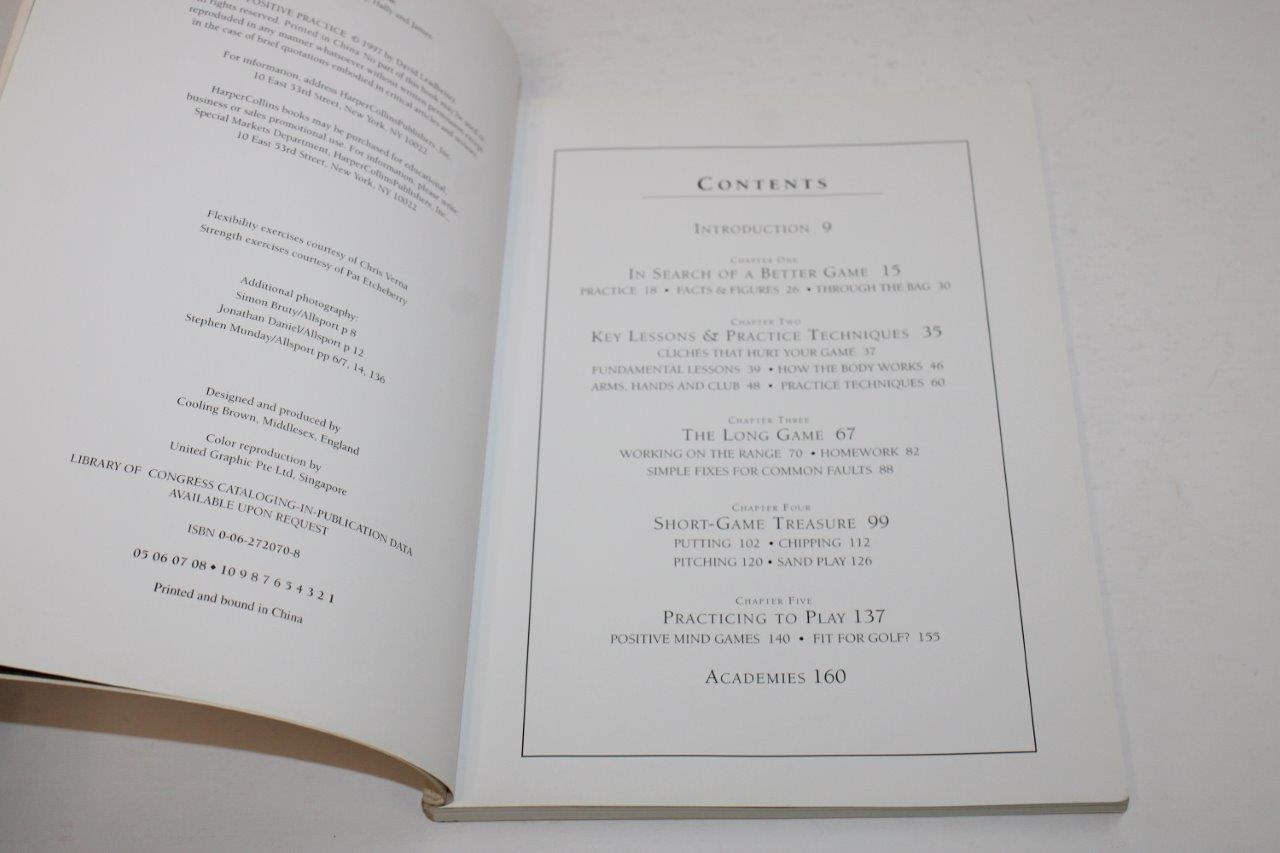 Hally and James.
POSITIVE PRACTICE © 1997 by David Leadbetter.
rights reserved. Printed in China No part of this book may be used or
reproduded in any manner whatsoever without written permission except
in the case of brief quotations embodied in critical articles and reviews.
For information, address HarperCollinsPublishers, Inc.
10 East 53rd Street, New York, NY 10022
HarperCollins books may be purchased for educational,
business or sales promotional use. For information, please write:
Special Markets Department, HarperCollinsPublishers, Inc.,
10 East 53rd Street, New York, NY 10022
Flexibility exercises courtesy of Chris Verna
Strength exercises courtesy of Pat Etcheberry
Additional photography:
Simon Bruty/Allsport p 8
Jonathan Daniel/Allsport p 12
Stephen Munday/Allsport pp 6/7, 14, 136
Designed and produced by
Cooling Brown, Middlesex, England
Color reproduction by
United Graphic Pte Ltd, Singapore
LIBRARY OF CONGRESS CATALOGING-IN-PUBLICATION DATA
AVAILABLE UPON REQUEST
ISBN 0-06-272070-8
05 06 07 08 ◆ 10 9 8 7 6 5 4 3 2 1
Printed and bound in China
CONTENTS
INTRODUCTION 9
CHAPTER ONE
IN SEARCH OF A BETTER GAME 15
PRACTICE 18 • FACTS & FIGURES 26 • THROUGH THE BAG 30
CHAPTER TWO
KEY LESSONS & PRACTICE TECHNIQUES 35
CLICHÉS THAT HURT YOUR GAME 37
FUNDAMENTAL LESSONS 39 • HOW THE BODY WORKS 46
ARMS, HANDS AND CLUB 48 • PRACTICE TECHNIQUES 60
CHAPTER THREE
THE LONG GAME 67
WORKING ON THE RANGE 70 • HOMEWORK 82
SIMPLE FIXES FOR COMMON FAULTS 88
CHAPTER FOUR
SHORT-GAME TREASURE 99
PUTTING 102 • CHIPPING 112
PITCHING 120 • SAND PLAY 126
CHAPTER FIVE
PRACTICING TO PLAY 137
POSITIVE MIND GAMES 140 • FIT FOR GOLF? 155
ACADEMIES 160